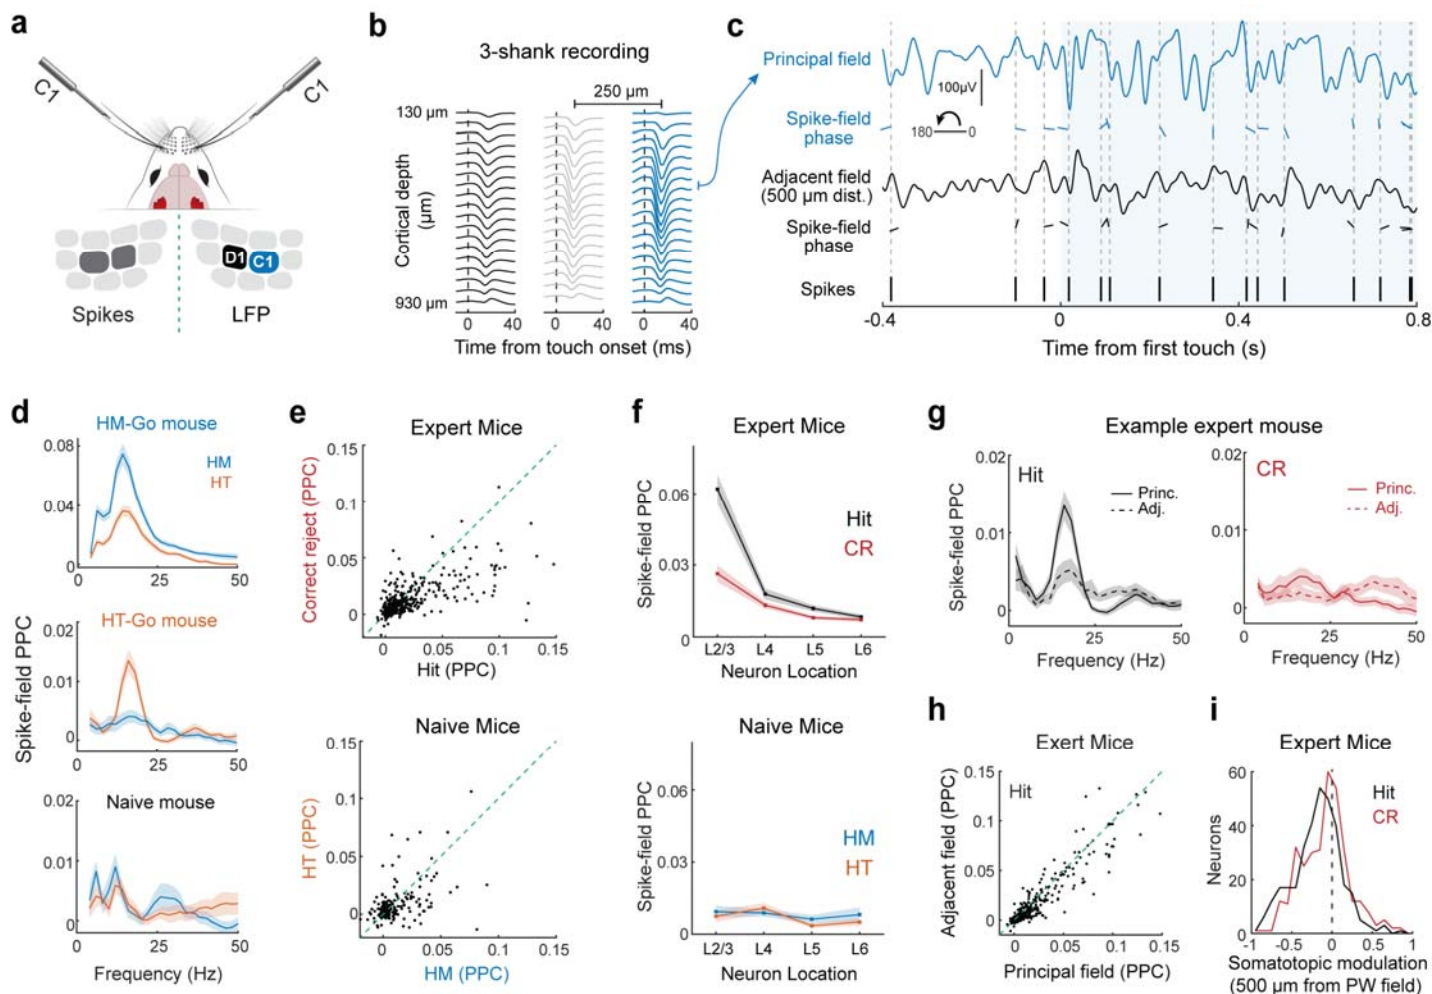 a
C1
C1
D1
C1
Spikes
LFP
b
3-shank recording
250 µm
130 µm
Cortical depth
(µm)
930 µm
0
40
0
40
0
40
Time from touch onset (ms)
c
Principal field
100µV
Spike-field
phase
180
0
Adjacent field
(500 µm dist.)
Spike-field
phase
Spikes
-0.4
0
0.4
0.8
Time from first touch (s)
d
HM-Go mouse
0.08
HM
HT
0.04
0
0
25
50
HT-Go mouse
0.02
0.01
0
0
25
50
Spike-field PPC
Naive mouse
0.02
0.01
0
0
25
50
Frequency (Hz)
e
Expert Mice
0.15
0.1
0.05
0
Correct reject (PPC)
0
0.05
0.1
0.15
Hit (PPC)
Naive Mice
0.15
0.1
0.05
0
HT (PPC)
0
0.05
0.1
0.15
HM (PPC)
f
Expert Mice
0.06
0.03
0
Spike-field PPC
Hit
CR
L2/3
L4
L5
L6
Neuron Location
Naive Mice
0.06
0.03
0
Spike-field PPC
HM
HT
L2/3
L4
L5
L6
Neuron Location
g
Example expert mouse
0.02
Hit
Princ.
Adj.
0.01
0
Spike-field PPC
0
25
50
Frequency (Hz)
0.02
CR
Princ.
Adj.
0.01
0
0
25
50
Frequency (Hz)
h
Exert Mice
0.15
Hit
0.1
0.05
0
Adjacent field (PPC)
0
0.05
0.1
0.15
Principal field (PPC)
i
Expert Mice
60
40
20
0
Neurons
Hit
CR
-1
-0.5
0
0.5
1
Somatotopic modulation
(500 µm from PW field)